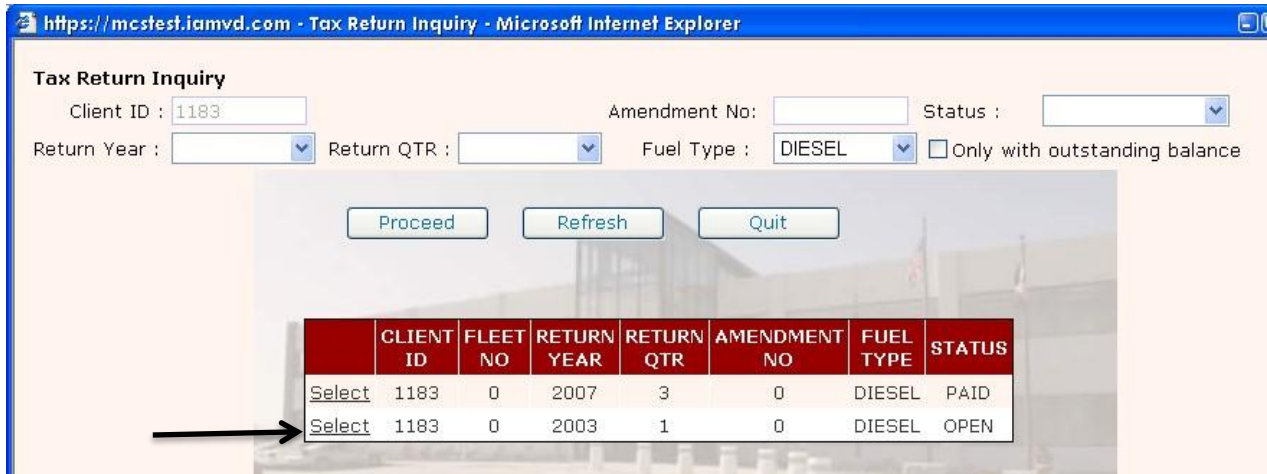 https://mcstest.iamvd.com - Tax Return Inquiry - Microsoft Internet Explorer
Tax Return Inquiry
Client ID : 1183 Amendment No: Status :
Return Year : Return QTR : Fuel Type : DIESEL Only with outstanding balance
Proceed Refresh Quit
CLIENT ID FLEET NO RETURN YEAR RETURN QTR AMENDMENT NO FUEL TYPE STATUS
Select 1183 0 2007 3 0 DIESEL PAID
Select 1183 0 2003 1 0 DIESEL OPEN